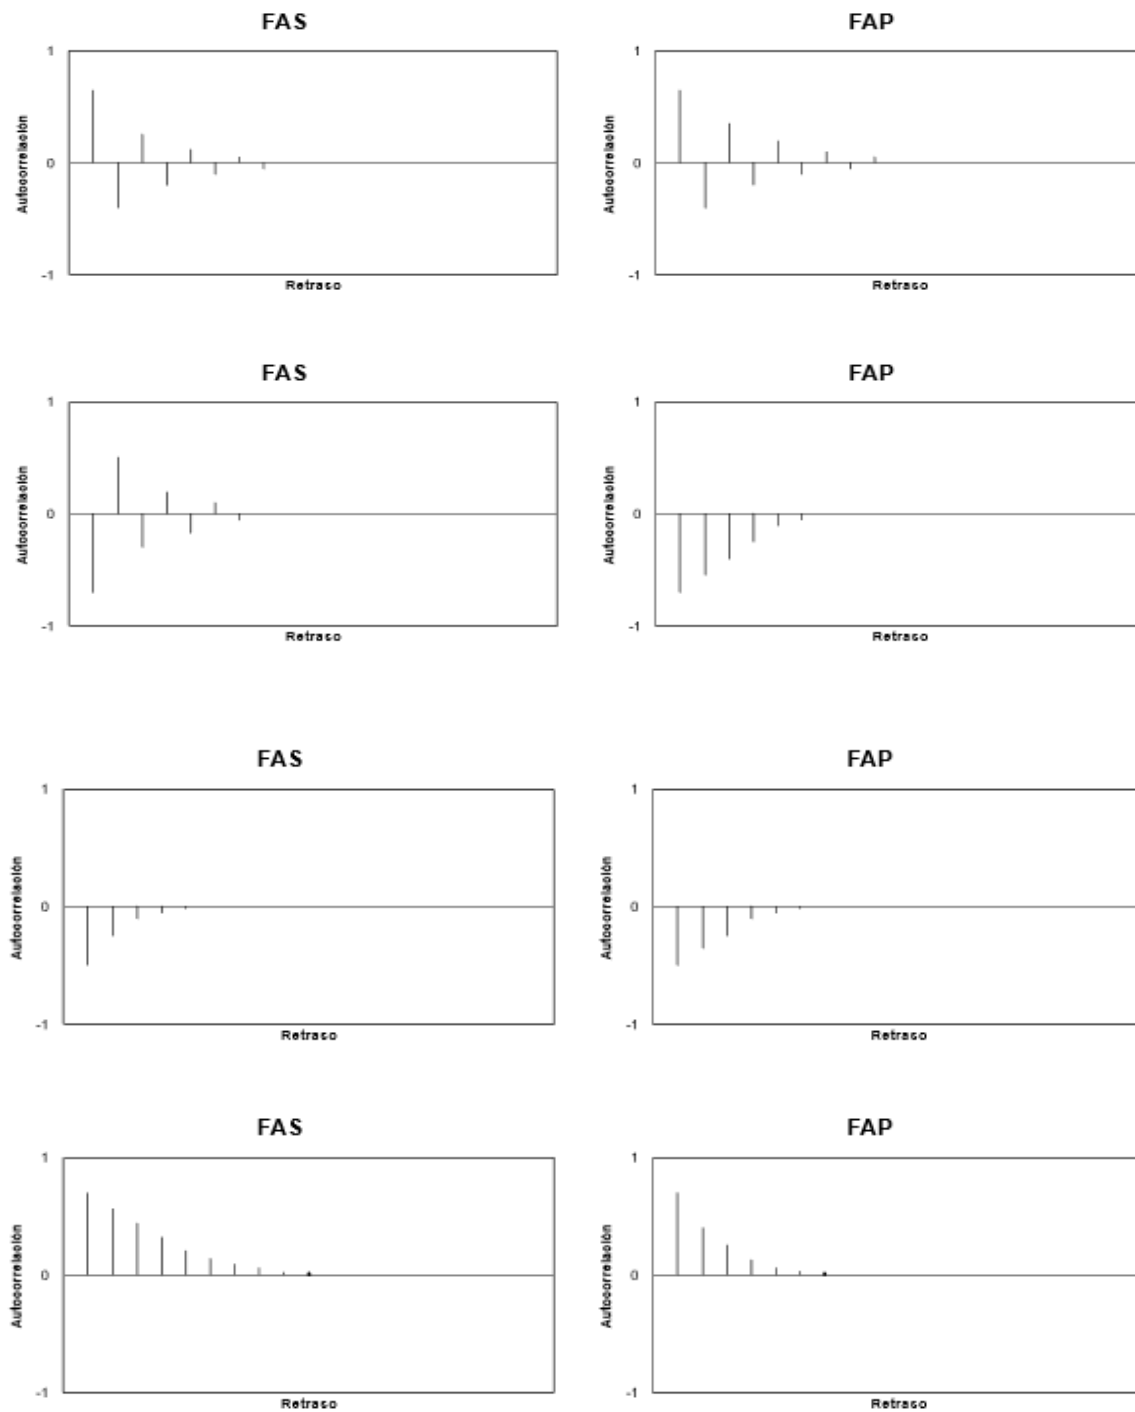 FAS
FAP
1
0
-1
Autocorrelación
Retraso
1
0
-1
Autocorrelación
Retraso
FAS
FAP
1
0
-1
Autocorrelación
Retraso
1
0
-1
Autocorrelación
Retraso
FAS
FAP
1
0
-1
Autocorrelación
Retraso
1
0
-1
Autocorrelación
Retraso
FAS
FAP
1
0
-1
Autocorrelación
Retraso
1
0
-1
Autocorrelación
Retraso